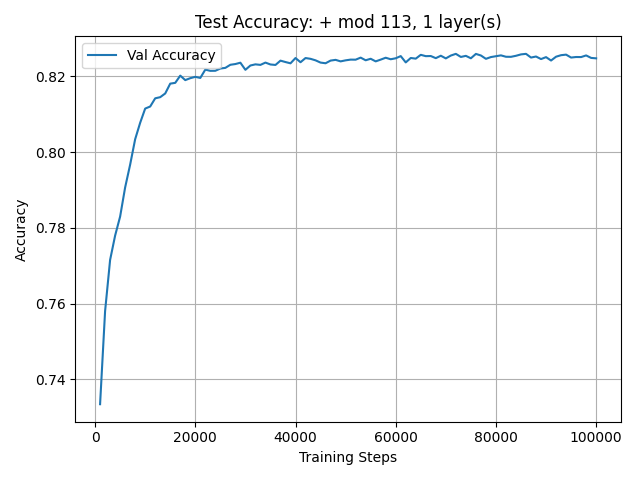 Test Accuracy: + mod 113, 1 layer(s)
Val Accuracy
0.82
0.80
0.78
0.76
0.74
Accuracy
0 20000 40000 60000 80000 100000
Training Steps